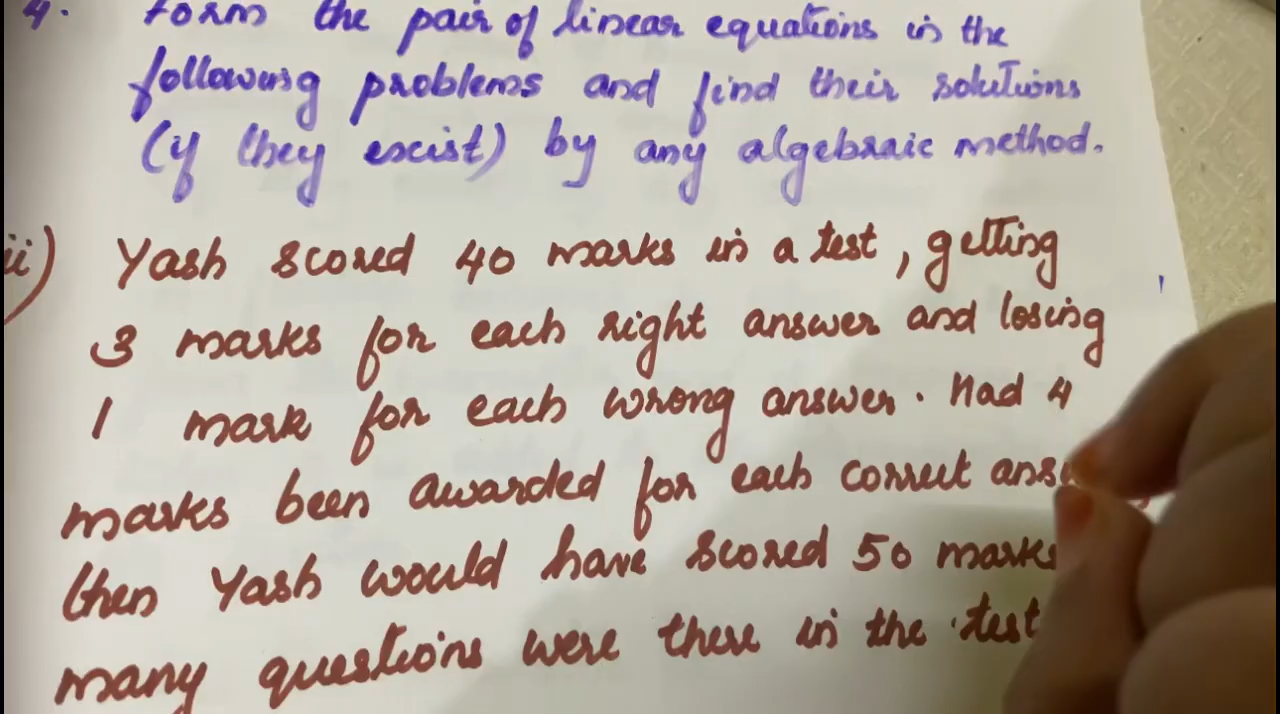 4. Form the pair of linear equations in the
following problems and find their solutions
(if they exist) by any algebraic method.
ii) Yash scored 40 marks in a test, getting
3 marks for each right answer and losing
1 mark for each wrong answer. Had 4
marks been awarded for each correct
then Yash would have scored 50 marks
many questions were there in the test